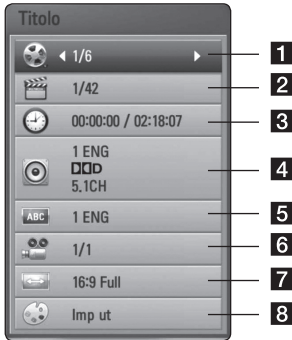 Titolo
1/6 1
1/42 2
00:00:00 / 02:18:07 3
1 ENG
D
5.1CH 4
ABC 1 ENG 5
1/1 6
16:9 Full 7
Imp ut 8